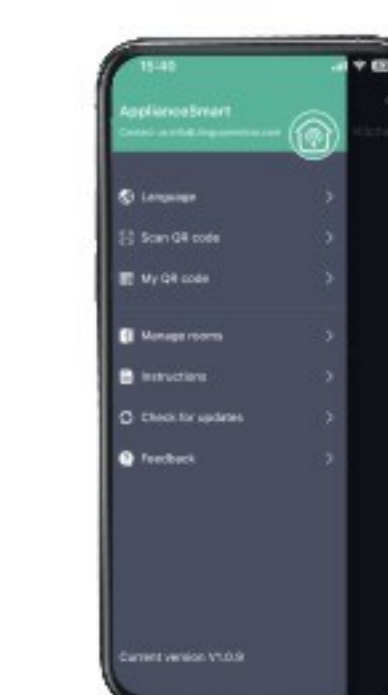 15:40
ApplianceSmart
Language
Scan QR code
My QR code
Manage rooms
Instructions
Check for updates
Feedback
Current version V1.0.9